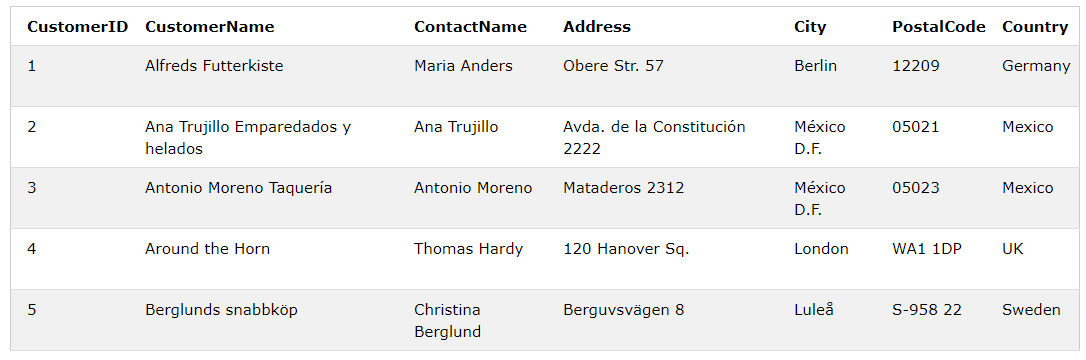 CustomerID CustomerName ContactName Address City PostalCode Country
1 Alfreds Futterkiste Maria Anders Obere Str. 57 Berlin 12209 Germany
2 Ana Trujillo Emparedados y Ana Trujillo Avda. de la Constitución México 05021 Mexico
helados 2222 D.F.
3 Antonio Moreno Taquería Antonio Moreno Mataderos 2312 México 05023 Mexico
D.F.
4 Around the Horn Thomas Hardy 120 Hanover Sq. London WA1 1DP UK
5 Berglunds snabbköp Christina Berguvsvägen 8 Luleå S-958 22 Sweden
Berglund